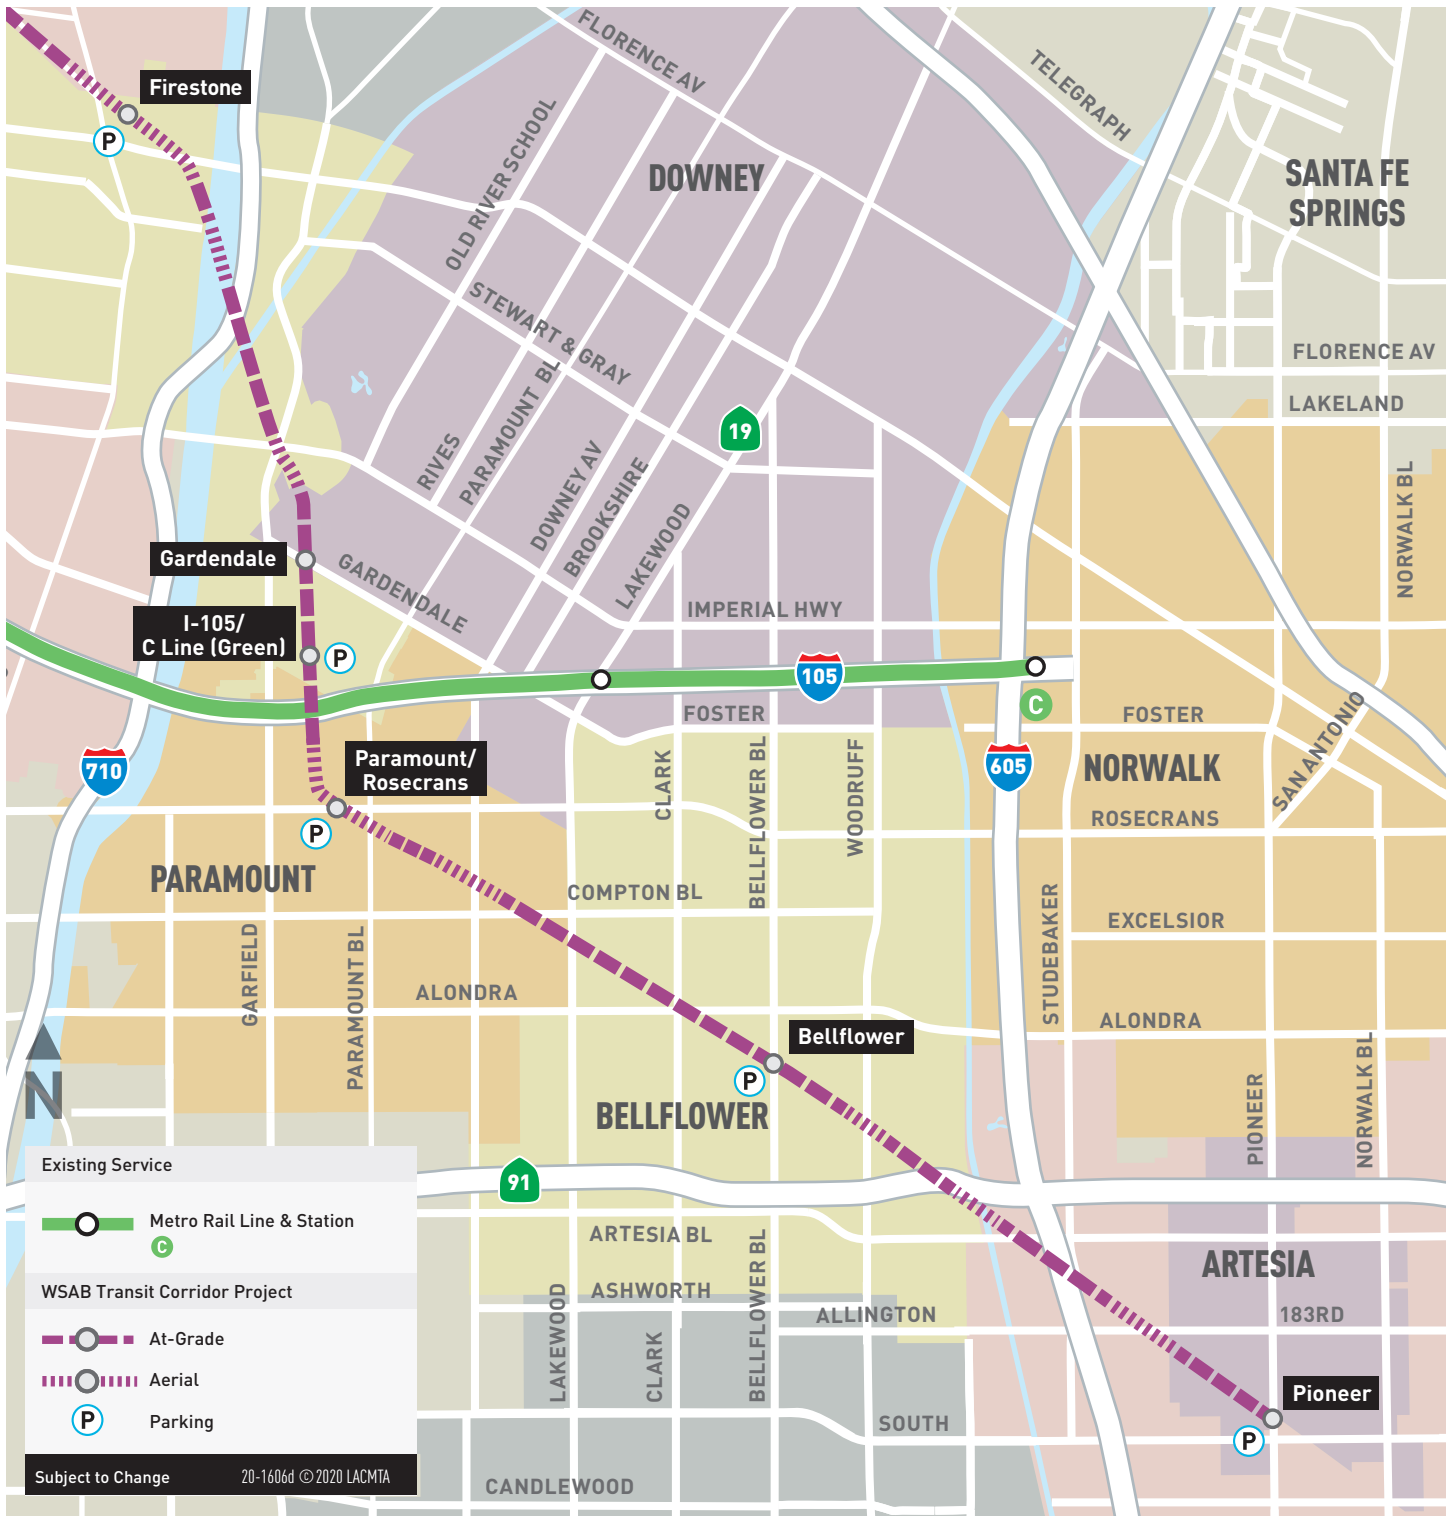 Firestone
P
FLORENCE AV
TELEGRAPH
OLD RIVER SCHOOL
DOWNEY
SANTA FE
SPRINGS
STEWART & GRAY
FLORENCE AV
LAKELAND
19
RIVES
PARAMOUNT BL
DOWNEY AV
BROOKSHIRE
LAKEWOOD
NORWALK BL
Gardendale
GARDENDALE
IMPERIAL HWY
I-105/
C Line (Green)
P
105
C
FOSTER
FOSTER
710
Paramount/
Rosecrans
CLARK
BELLFLOWER BL
WOODRUFF
605
NORWALK
SAN ANTONIO
P
ROSECRANS
PARAMOUNT
COMPTON BL
EXCELSIOR
GARFIELD
PARAMOUNT BL
STUDEBAKER
ALONDRA
ALONDRA
Bellflower
P
N
BELLFLOWER
PIONEER
NORWALK BL
91
ARTESIA BL
ARTESIA
LAKEWOOD
ASHWORTH
CLARK
BELLFLOWER BL
ALLINGTON
183RD
Pioneer
P
SOUTH
CANDLEWOOD
Existing Service
Metro Rail Line & Station
C
WSAB Transit Corridor Project
At-Grade
Aerial
P Parking
Subject to Change 20-1606d © 2020 LACMTA